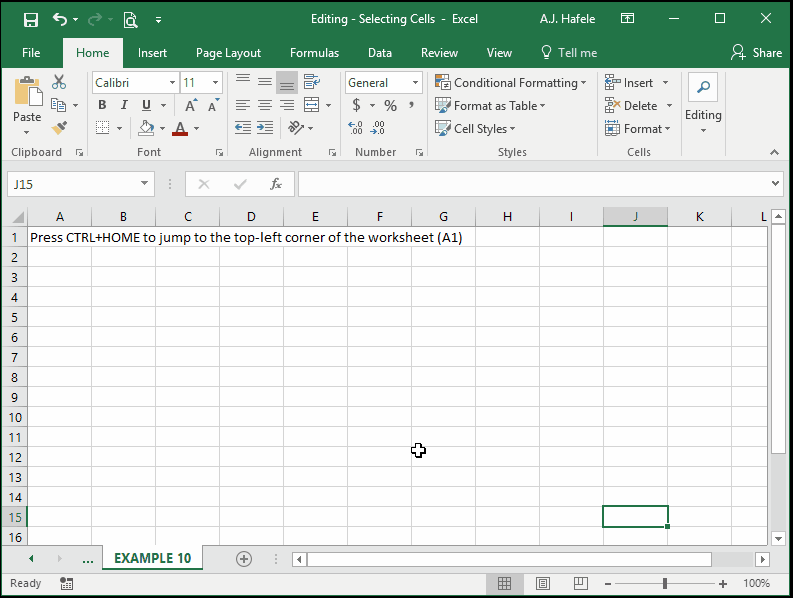 Editing - Selecting Cells - Excel
A.J. Hafele
File Home Insert Page Layout Formulas Data Review View Tell me Share
Paste
Clipboard
Calibri 11
B I U A A
A
Font
Alignment
General
$ % ,
←.0 .00 .00 →.0
Number
Conditional Formatting
Format as Table
Cell Styles
Styles
Insert
Delete
Format
Cells
Editing
J15
fx
A B C D E F G H I J K L
1 Press CTRL+HOME to jump to the top-left corner of the worksheet (A1)
2
3
4
5
6
7
8
9
10
11
12
13
14
15
16
... EXAMPLE 10
Ready
100%